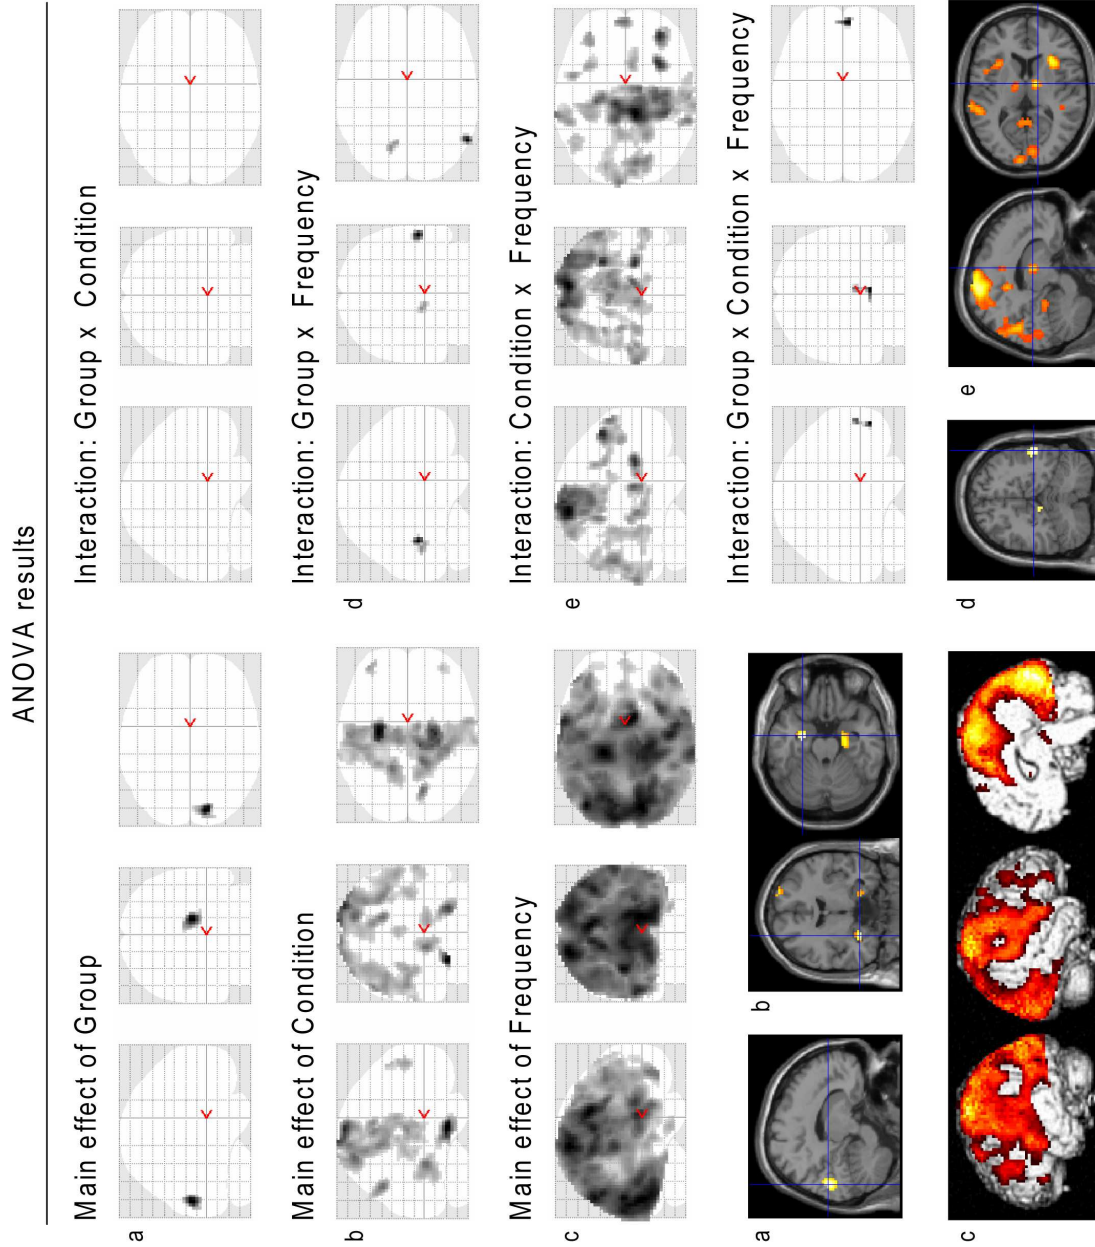 ANOVA results
Main effect of Group
a
Main effect of Condition
b
Main effect of Frequency
c
a
b
c
Interaction: Group x Condition
Interaction: Group x Frequency
d
Interaction: Condition x Frequency
e
Interaction: Group x Condition x Frequency
d
e